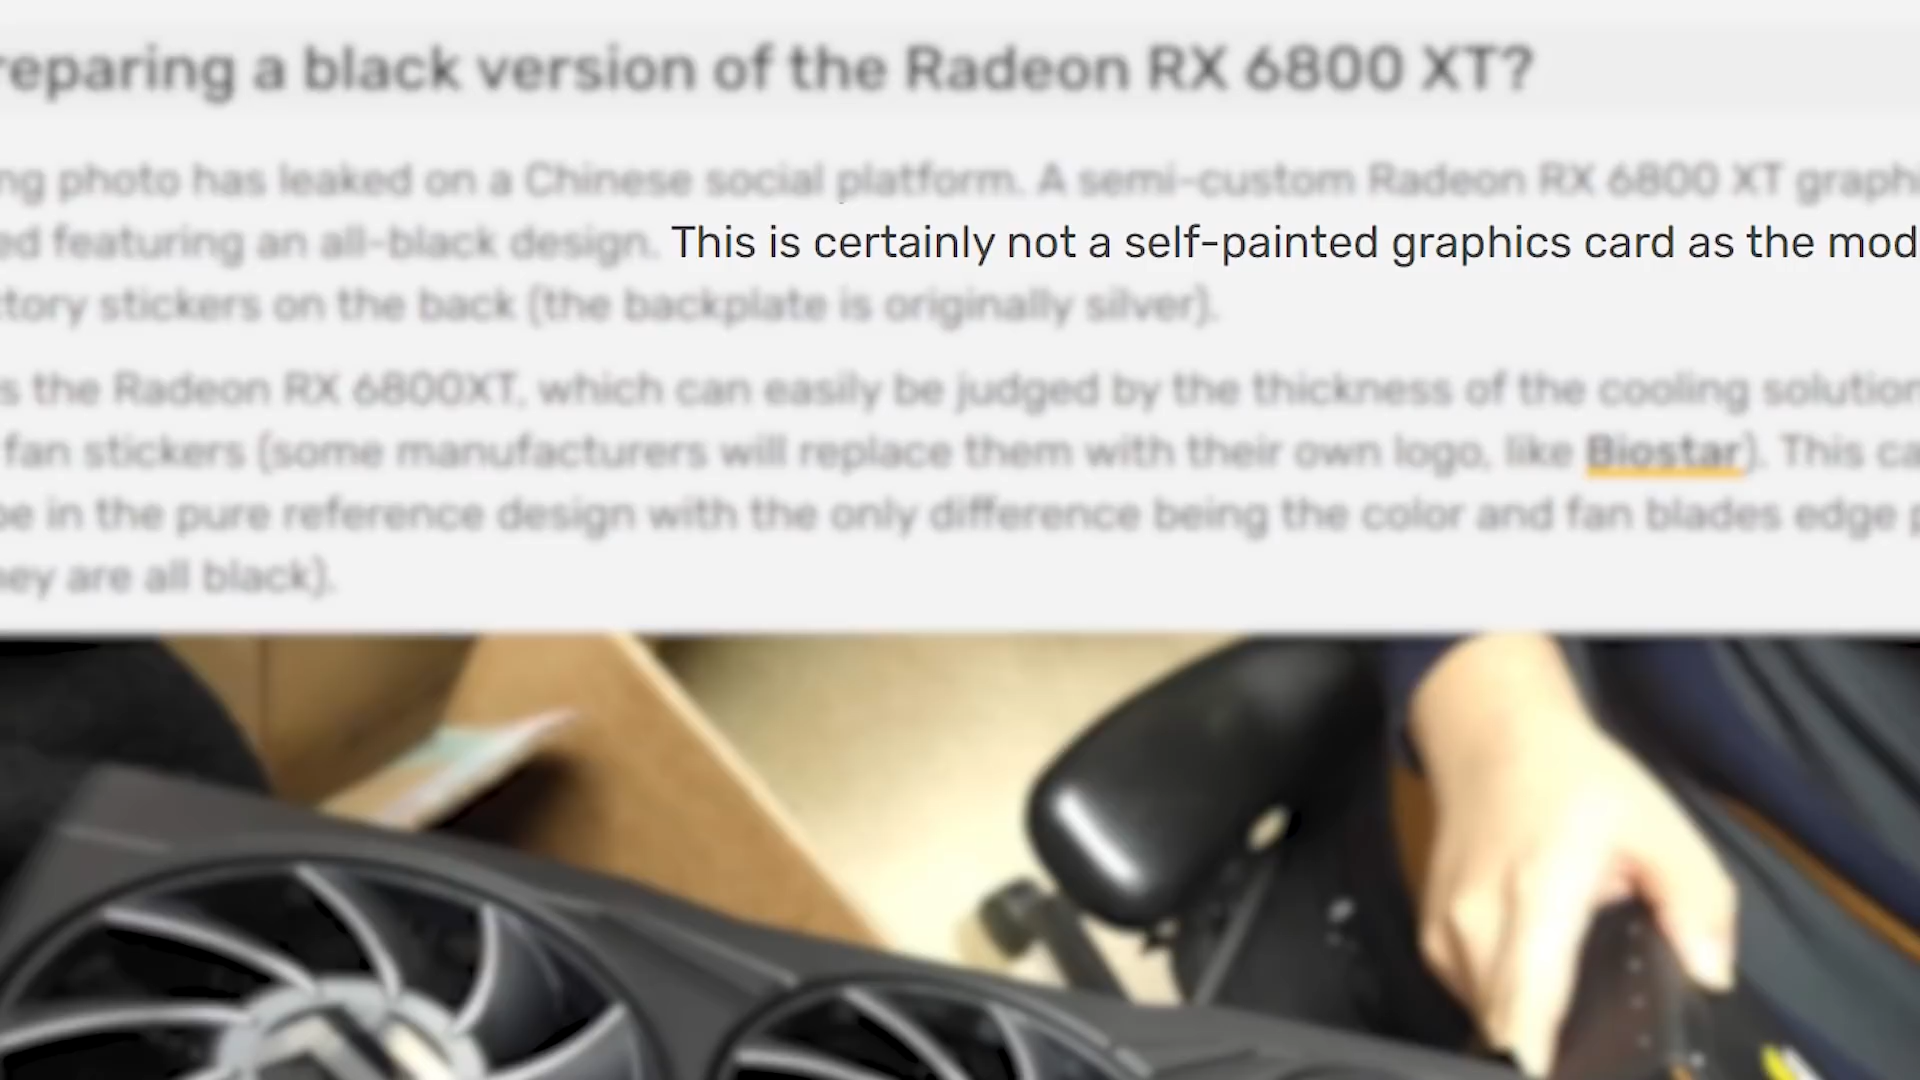 reparing a black version of the Radeon RX 6800 XT?
ng photo has leaked on a Chinese social platform. A semi-custom Radeon RX 6800 XT graphi
ed featuring an all-black design. This is certainly not a self-painted graphics card as the mod
ctory stickers on the back (the backplate is originally silver).
s the Radeon RX 6800XT, which can easily be judged by the thickness of the cooling solution
fan stickers (some manufacturers will replace them with their own logo, like Biostar). This ca
be in the pure reference design with the only difference being the color and fan blades edge p
hey are all black).